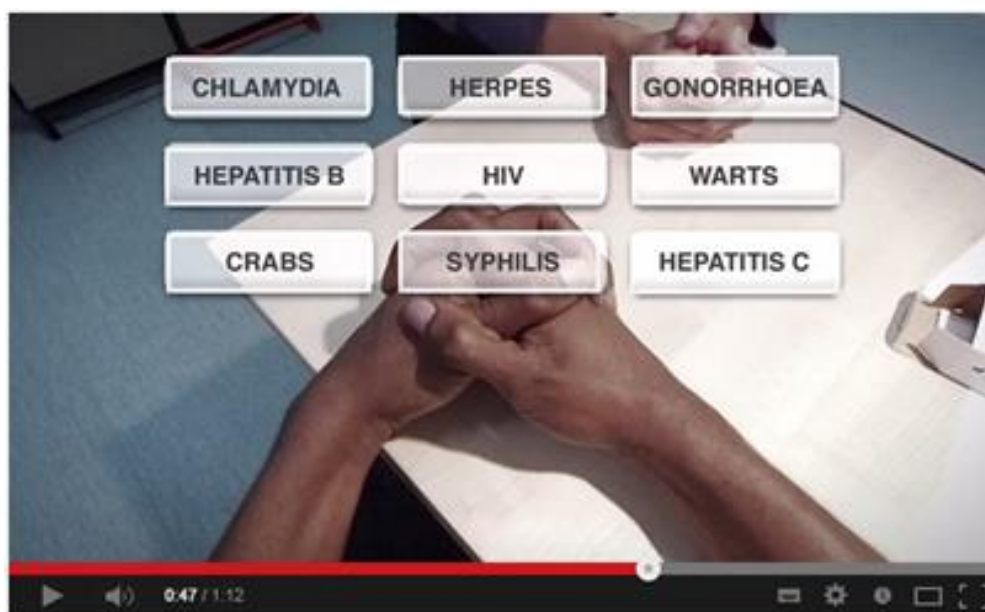 CHLAMYDIA HERPES GONORRHOEA
HEPATITIS B HIV WARTS
CRABS SYPHILIS HEPATITIS C
0:47 / 1:12